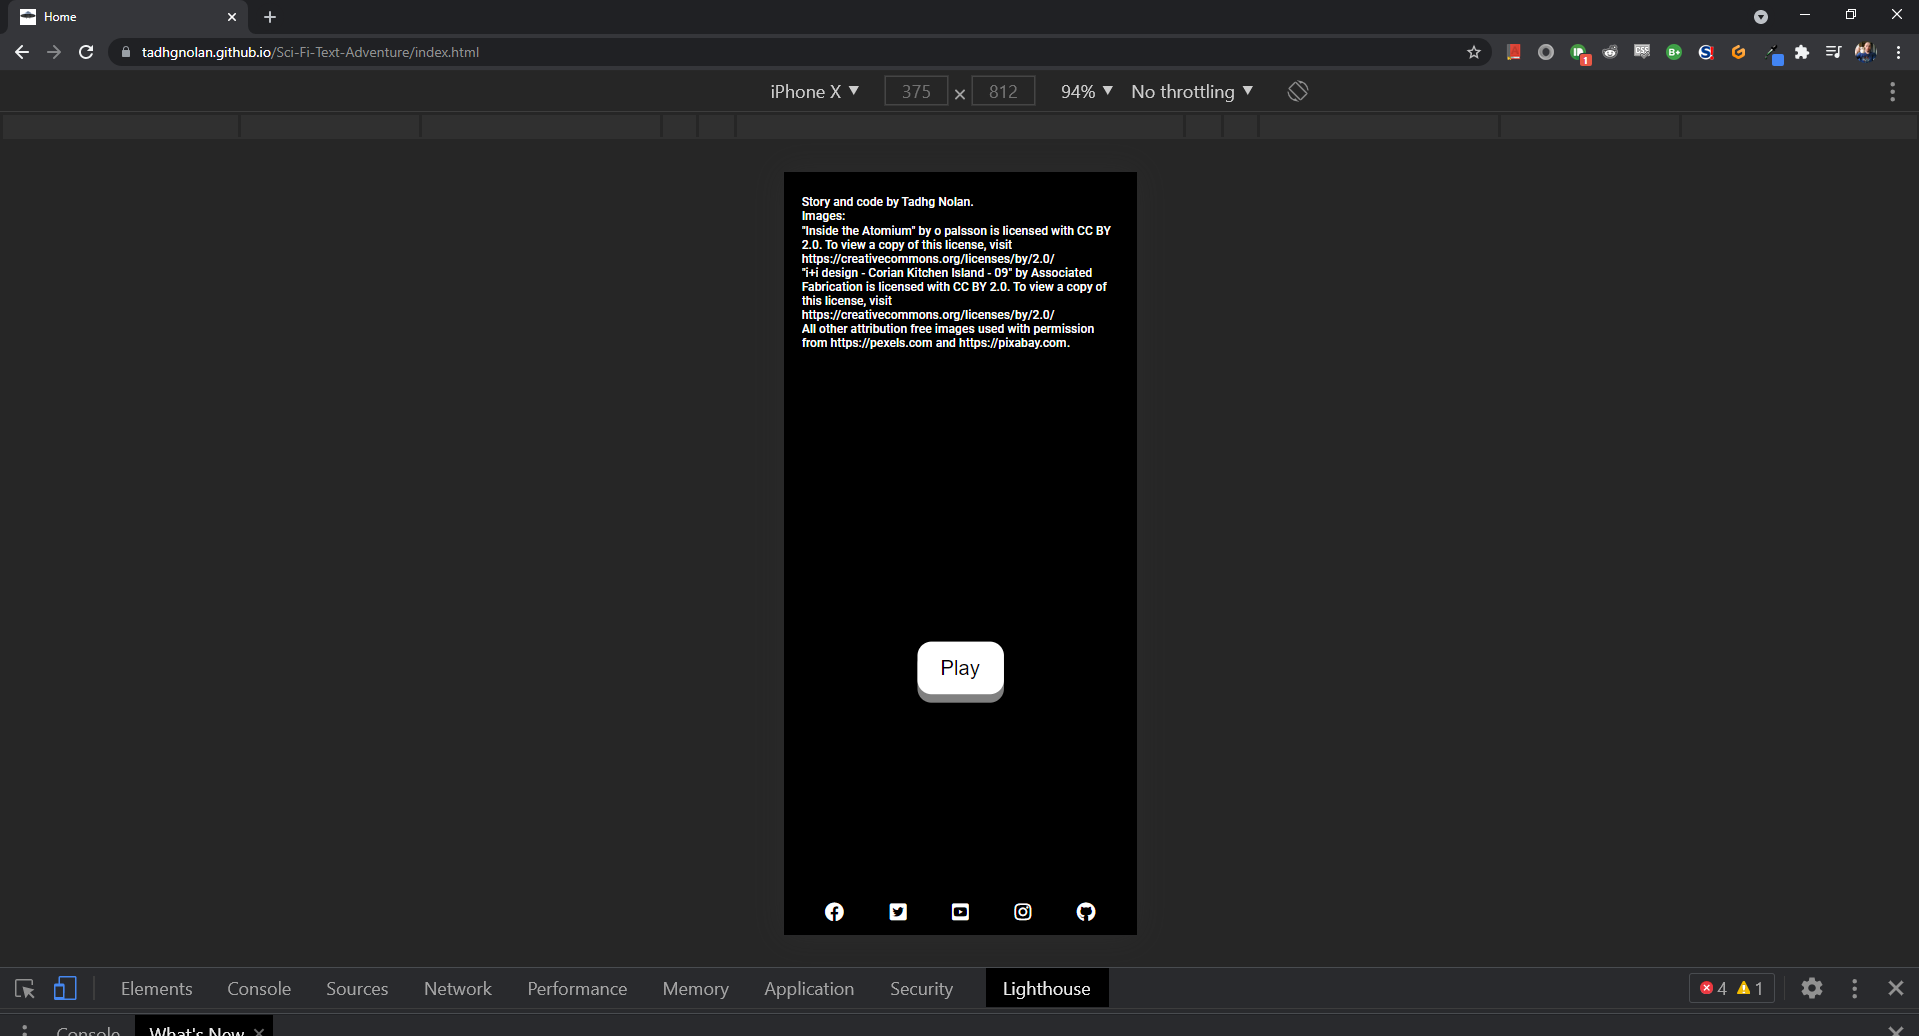 Home
tadhgnolan.github.io/Sci-Fi-Text-Adventure/index.html
1
iPhone X
375
×
812
94%
No throttling
Story and code by Tadhg Nolan.
Images:
"Inside the Atomium" by o palsson is licensed with CC BY
2.0. To view a copy of this license, visit
https://creativecommons.org/licenses/by/2.0/
"i+i design - Corian Kitchen Island - 09" by Associated
Fabrication is licensed with CC BY 2.0. To view a copy of
this license, visit
https://creativecommons.org/licenses/by/2.0/
All other attribution free images used with permission
from https://pexels.com and https://pixabay.com.
Play
Elements Console Sources Network Performance Memory Application Security Lighthouse 4 1
Console What's New